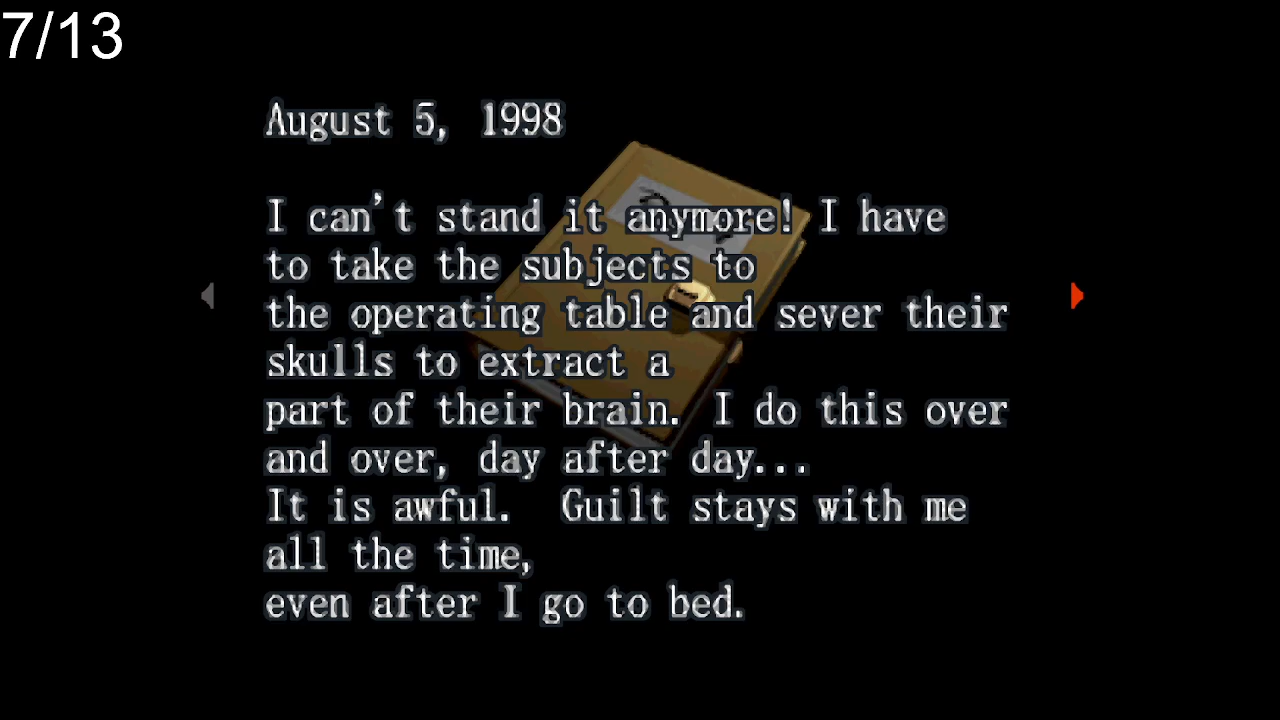 7/13
August 5, 1998
I can't stand it anymore! I have
to take the subjects to
the operating table and sever their
skulls to extract a
part of their brain. I do this over
and over, day after day...
It is awful. Guilt stays with me
all the time,
even after I go to bed.